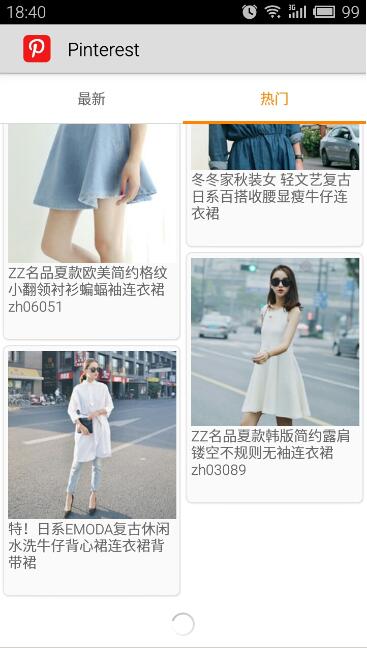 18:40
3G
99
Pinterest
最新
热门
ZZ名品夏款欧美简约格纹
小翻领衬衫蝙蝠袖连衣裙
zh06051
冬冬家秋装女 轻文艺复古
日系百搭收腰显瘦牛仔连
衣裙
特！日系EMODA复古休闲
水洗牛仔背心裙连衣裙背
带裙
ZZ名品夏款韩版简约露肩
镂空不规则无袖连衣裙
zh03089